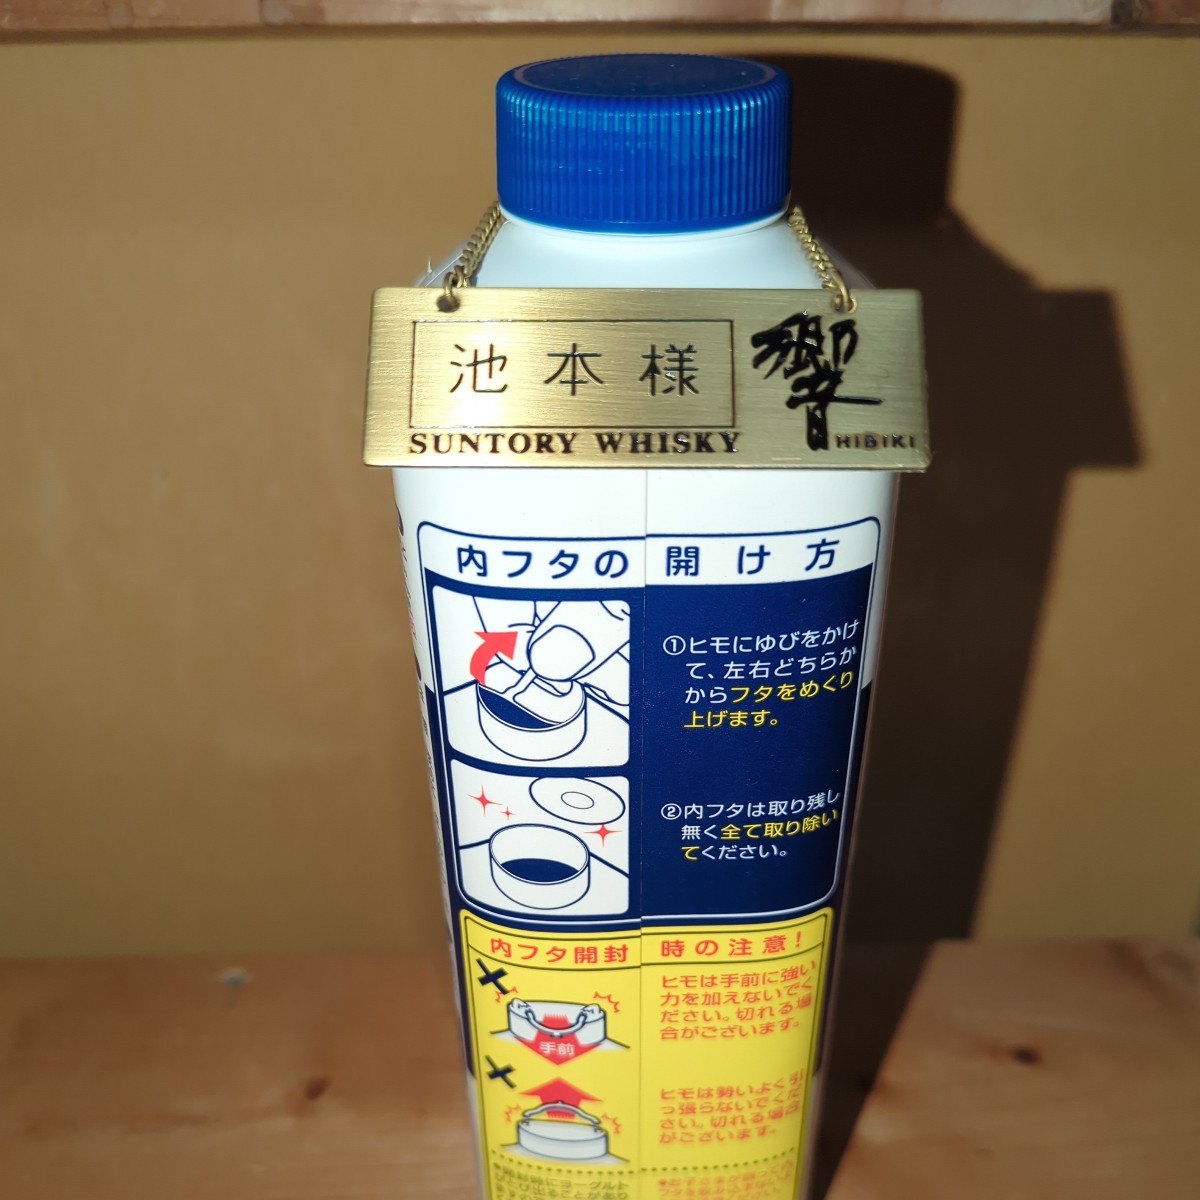 池本様
響
HIBIKI
SUNTORY WHISKY
内フタの開け方
①ヒモにゆびをかけ
て、左右どちらか
からフタをめくり
上げます。
②内フタは取り残し
無く全て取り除い
てください。
内フタ開封時の注意!
ヒモは手前に強い
力を加えないでく
ださい。切れる場
合がございます。
手前
ヒモは勢いよく引
っ張らないでくだ
さい。切れる場合
がございます。